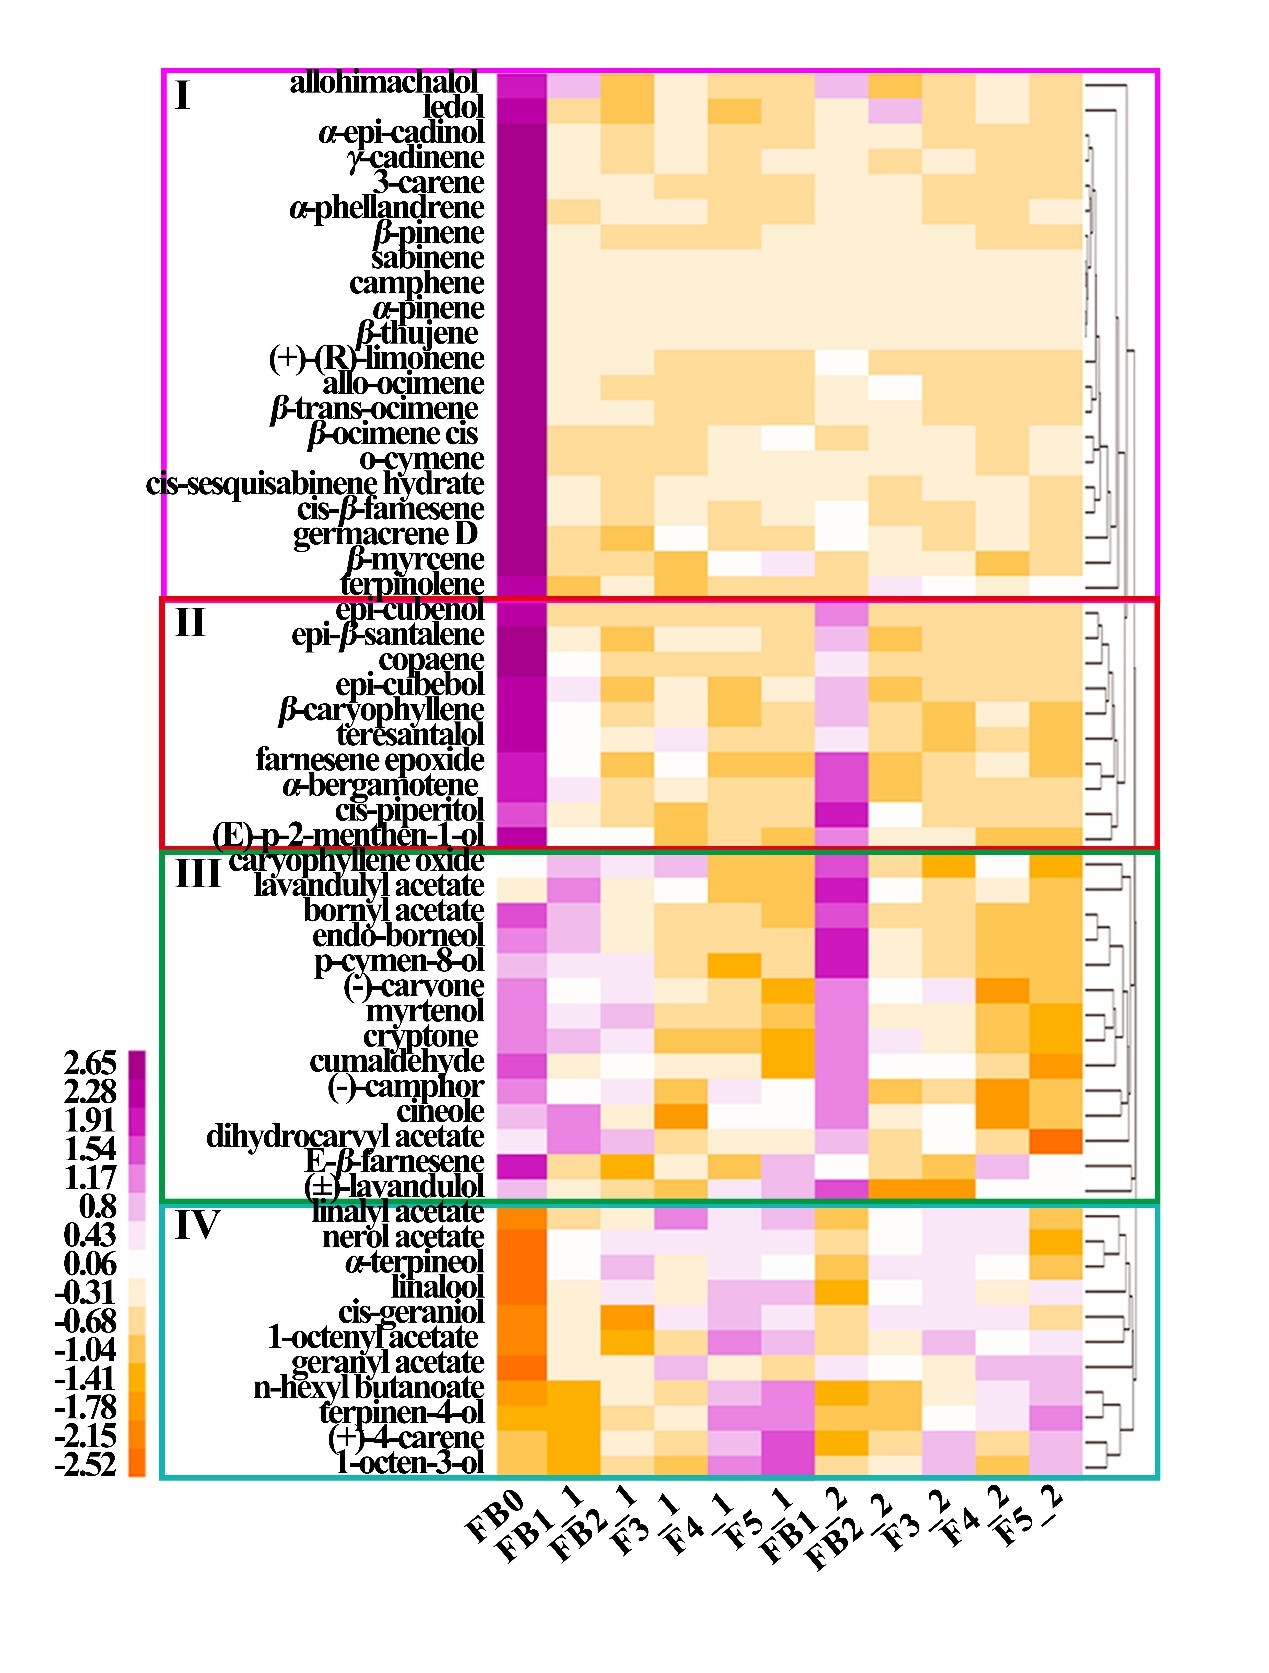 I
allohimachalol
ledol
α-epi-cadinol
γ-cadinene
3-carene
α-phellandrene
β-pinene
sabinene
camphene
α-pinene
β-thujene
(+)-(R)-limonene
allo-ocimene
β-trans-ocimene
β-ocimene cis
o-cymene
cis-sesquisabinene hydrate
cis-β-farnesene
germacrene D
β-myrcene
terpinolene
II
epi-cubenol
epi-β-santalene
copaene
epi-cubebol
β-caryophyllene
teresantalol
farnesene epoxide
α-bergamotene
cis-piperitol
(E)-p-2-menthen-1-ol
III
caryophyllene oxide
lavandulyl acetate
bornyl acetate
endo-borneol
p-cymen-8-ol
(-)-carvone
myrtenol
cryptone
cumaldehyde
(-)-camphor
cineole
dihydrocarvyl acetate
E-β-farnesene
(±)-lavandulol
IV
linalyl acetate
nerol acetate
α-terpineol
linalool
cis-geraniol
1-octenyl acetate
geranyl acetate
n-hexyl butanoate
terpinen-4-ol
(+)-4-carene
1-octen-3-ol
2.65
2.28
1.91
1.54
1.17
0.8
0.43
0.06
-0.31
-0.68
-1.04
-1.41
-1.78
-2.15
-2.52
FB0
FB1_1
FB2_1
F3_1
F4_1
F5_1
FB1_2
FB2_2
F3_2
F4_2
F5_2